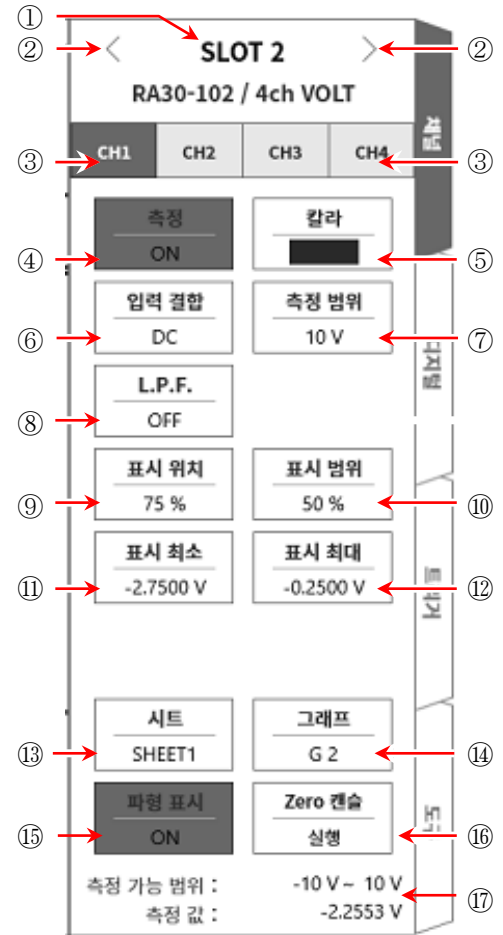 ①
② < SLOT 2 > ②
RA30-102 / 4ch VOLT
채널
③ CH1 CH2 CH3 CH4 ③
측정 칼라
④ ON ⑤
입력 결합 측정 범위
⑥ DC 10 V ⑦
디지털
L.P.F.
⑧ OFF
표시 위치 표시 범위
⑨ 75 % 50 % ⑩
표시 최소 표시 최대
⑪ -2.7500 V -0.2500 V ⑫
트리거
시트 그래프
⑬ SHEET1 G 2 ⑭
파형 표시 Zero 캔슬
⑮ ON 실행 ⑯
측정 가능 범위 : -10 V ~ 10 V
⑰
측정 값 : -2.2553 V